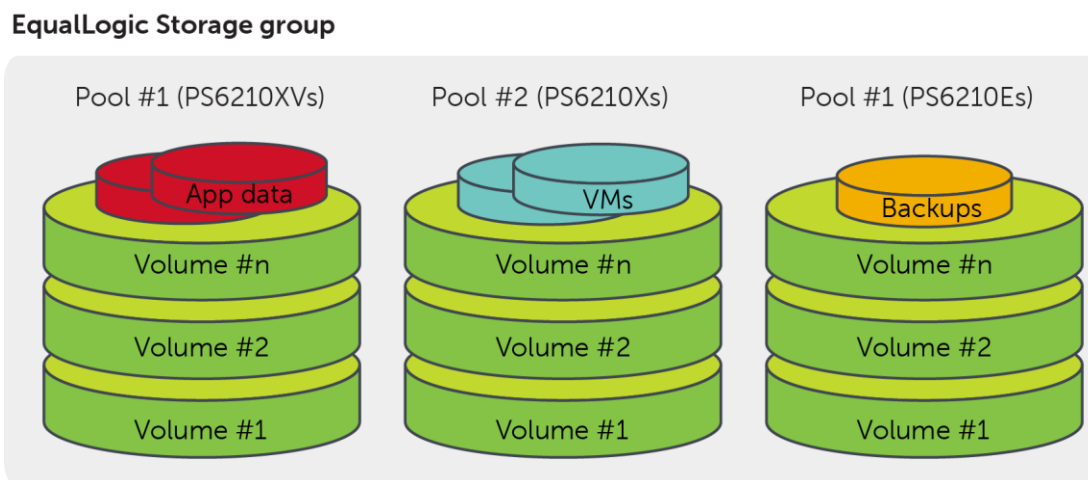 EqualLogic Storage group
Pool #1 (PS6210XVs)
Pool #2 (PS6210Xs)
Pool #1 (PS6210Es)
App data
VMs
Backups
Volume #n
Volume #n
Volume #n
Volume #2
Volume #2
Volume #2
Volume #1
Volume #1
Volume #1